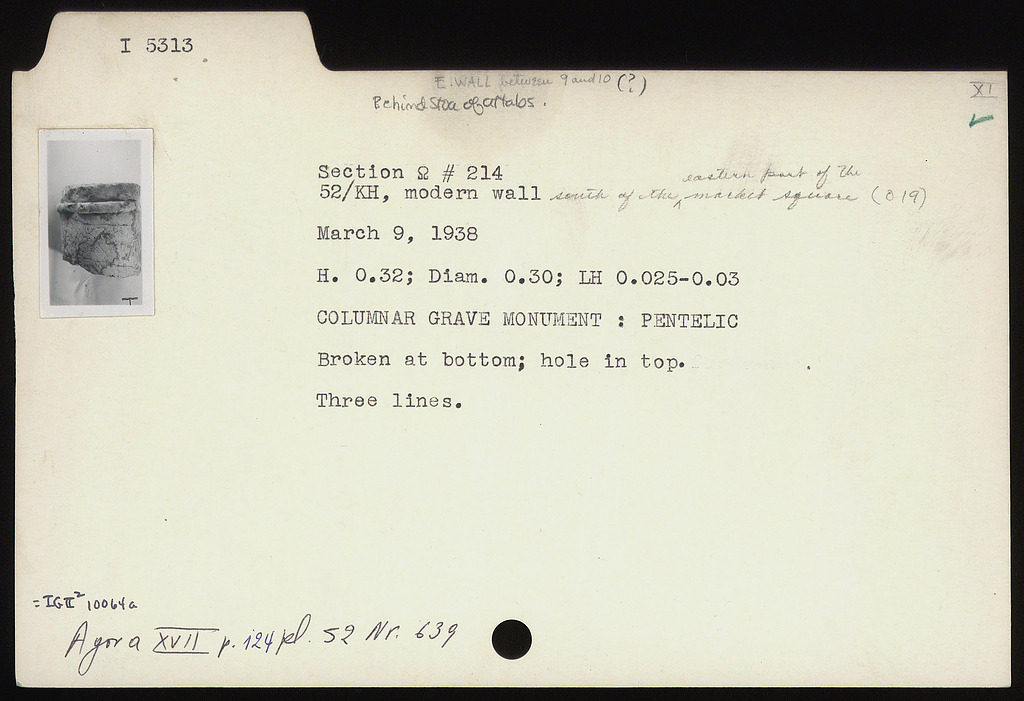 I 5313
E. WALL between 9 and 10 (?)
Behind Stoa of Attalos.
XI
Section Ω # 214
52/KH, modern wall south of the eastern part of the market square (O 19)
March 9, 1938
H. 0.32; Diam. 0.30; LH 0.025-0.03
COLUMNAR GRAVE MONUMENT : PENTELIC
Broken at bottom; hole in top.
Three lines.
=IGII² 10064a
Agora XVII p. 124 pl. 52 Nr. 639